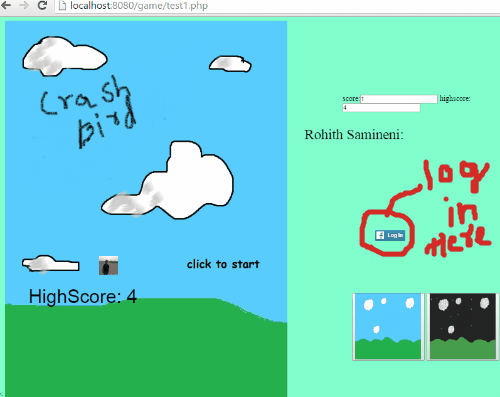 localhost:8080/game/test1.php
crash
bird
score: 1 highscore:
4
Rohith Samineni:
log
in
Here
Log In
click to start
HighScore: 4